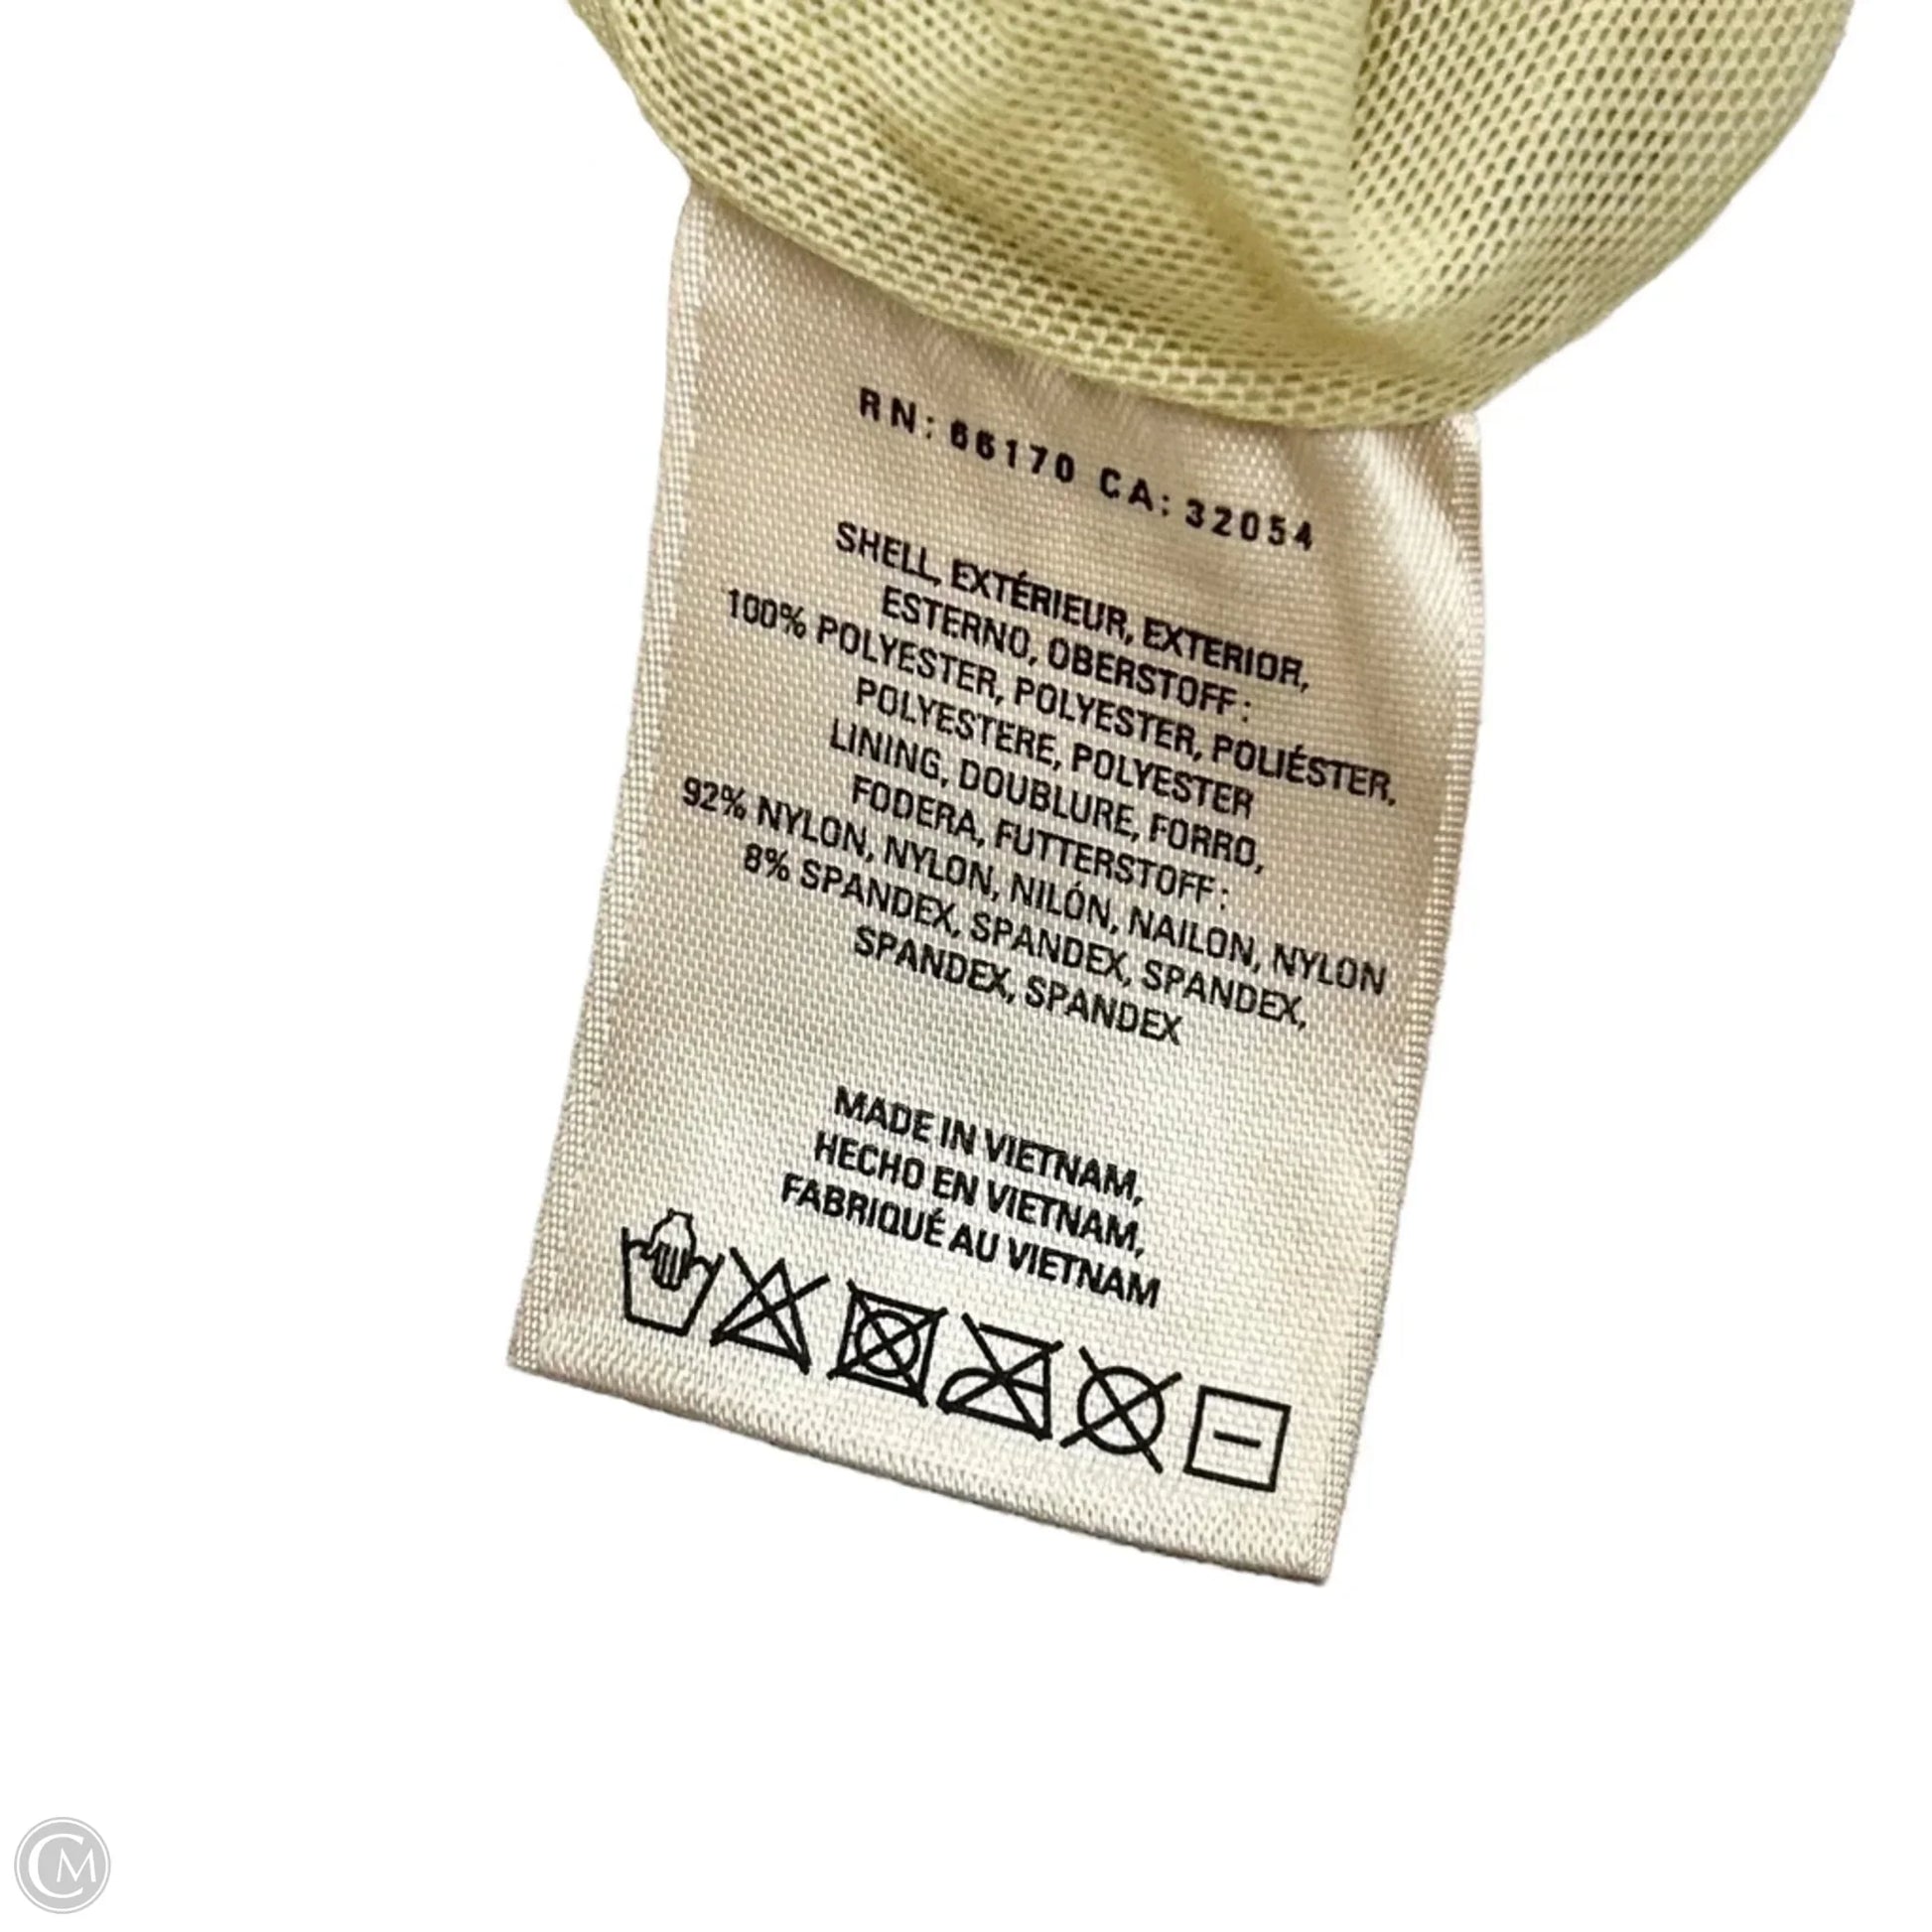 RN: 66170 CA: 32054
SHELL, EXTÉRIEUR, EXTERIOR,
ESTERNO, OBERSTOFF :
100% POLYESTER, POLYESTER, POLIÉSTER,
POLYESTERE, POLYESTER
LINING, DOUBLURE, FORRO,
FODERA, FUTTERSTOFF :
92% NYLON, NYLON, NILÓN, NAILON, NYLON
8% SPANDEX, SPANDEX, SPANDEX,
SPANDEX, SPANDEX
MADE IN VIETNAM,
HECHO EN VIETNAM,
FABRIQUÉ AU VIETNAM
CM